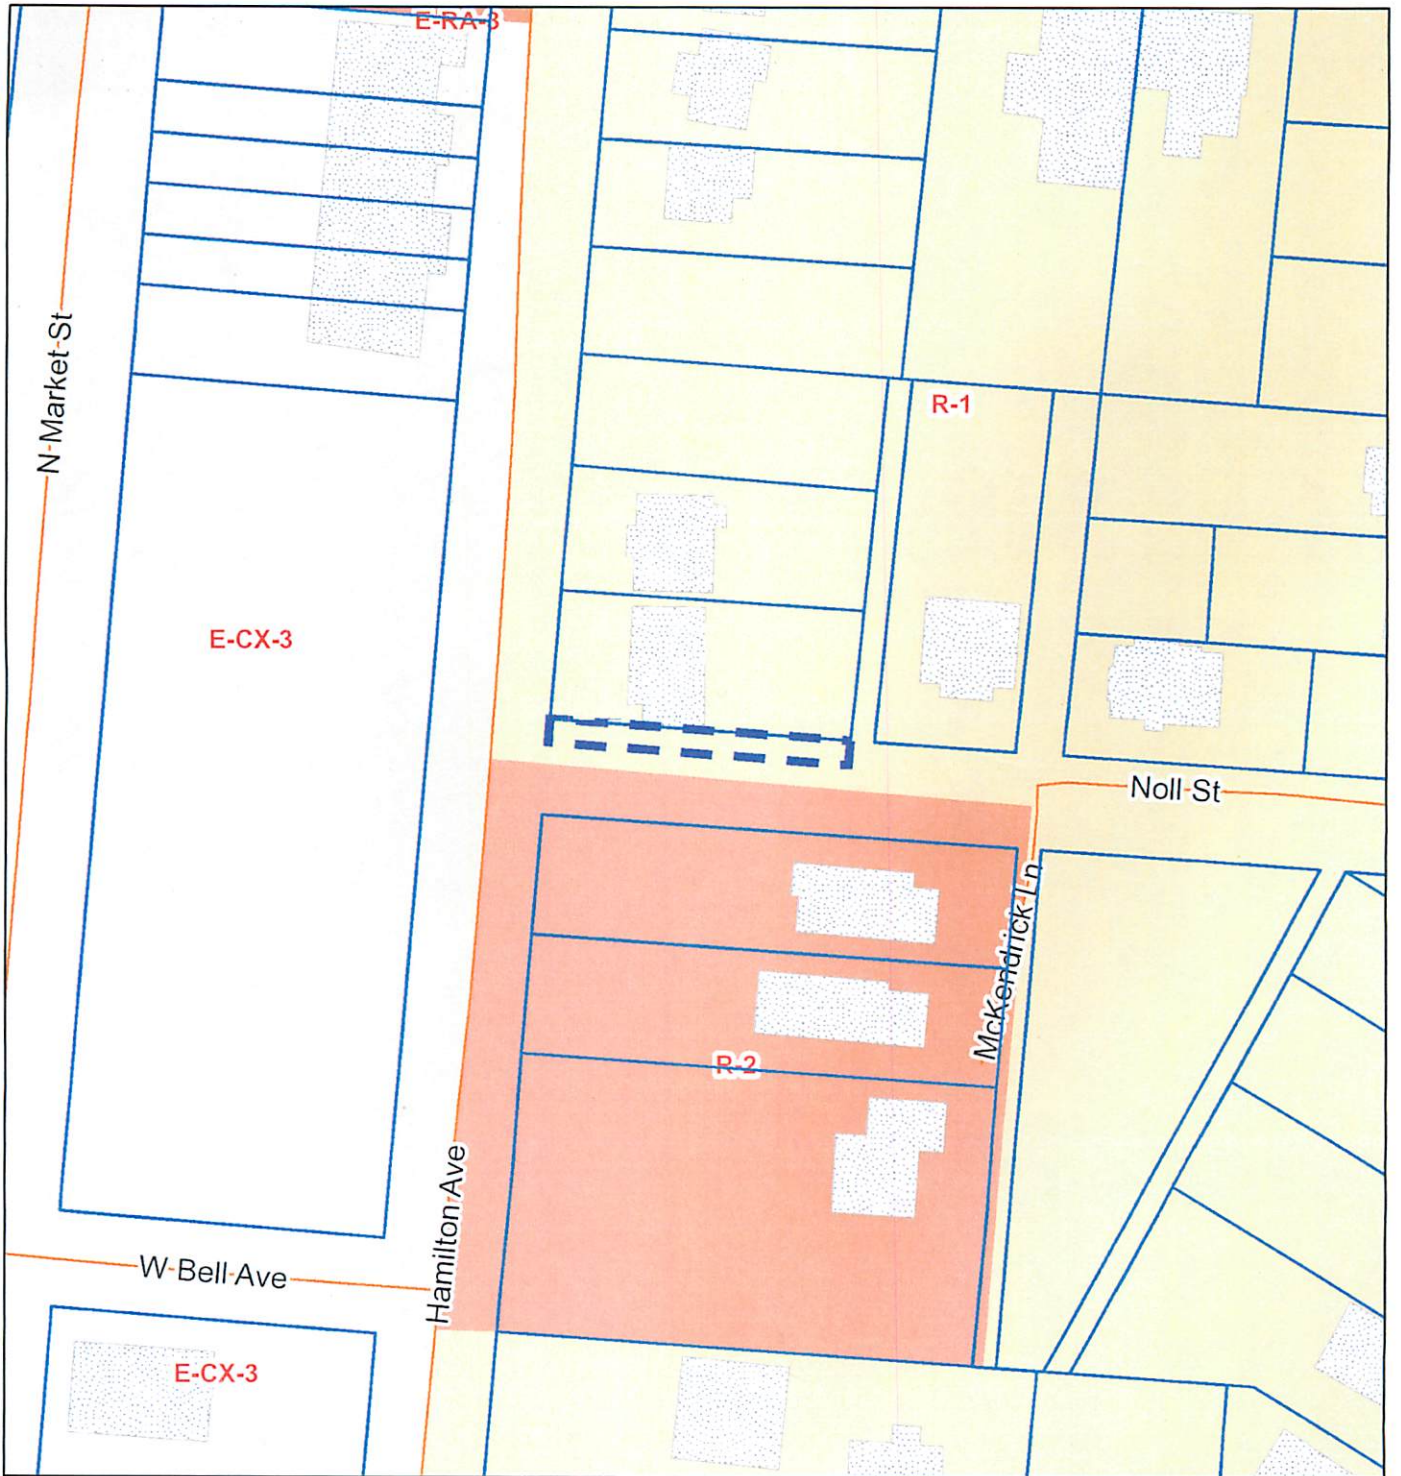 E-RA-3
N-Market-St
R-1
E-CX-3
Noll-St
McKendrick-Ln
R-2
Hamilton-Ave
W-Bell-Ave
E-CX-3